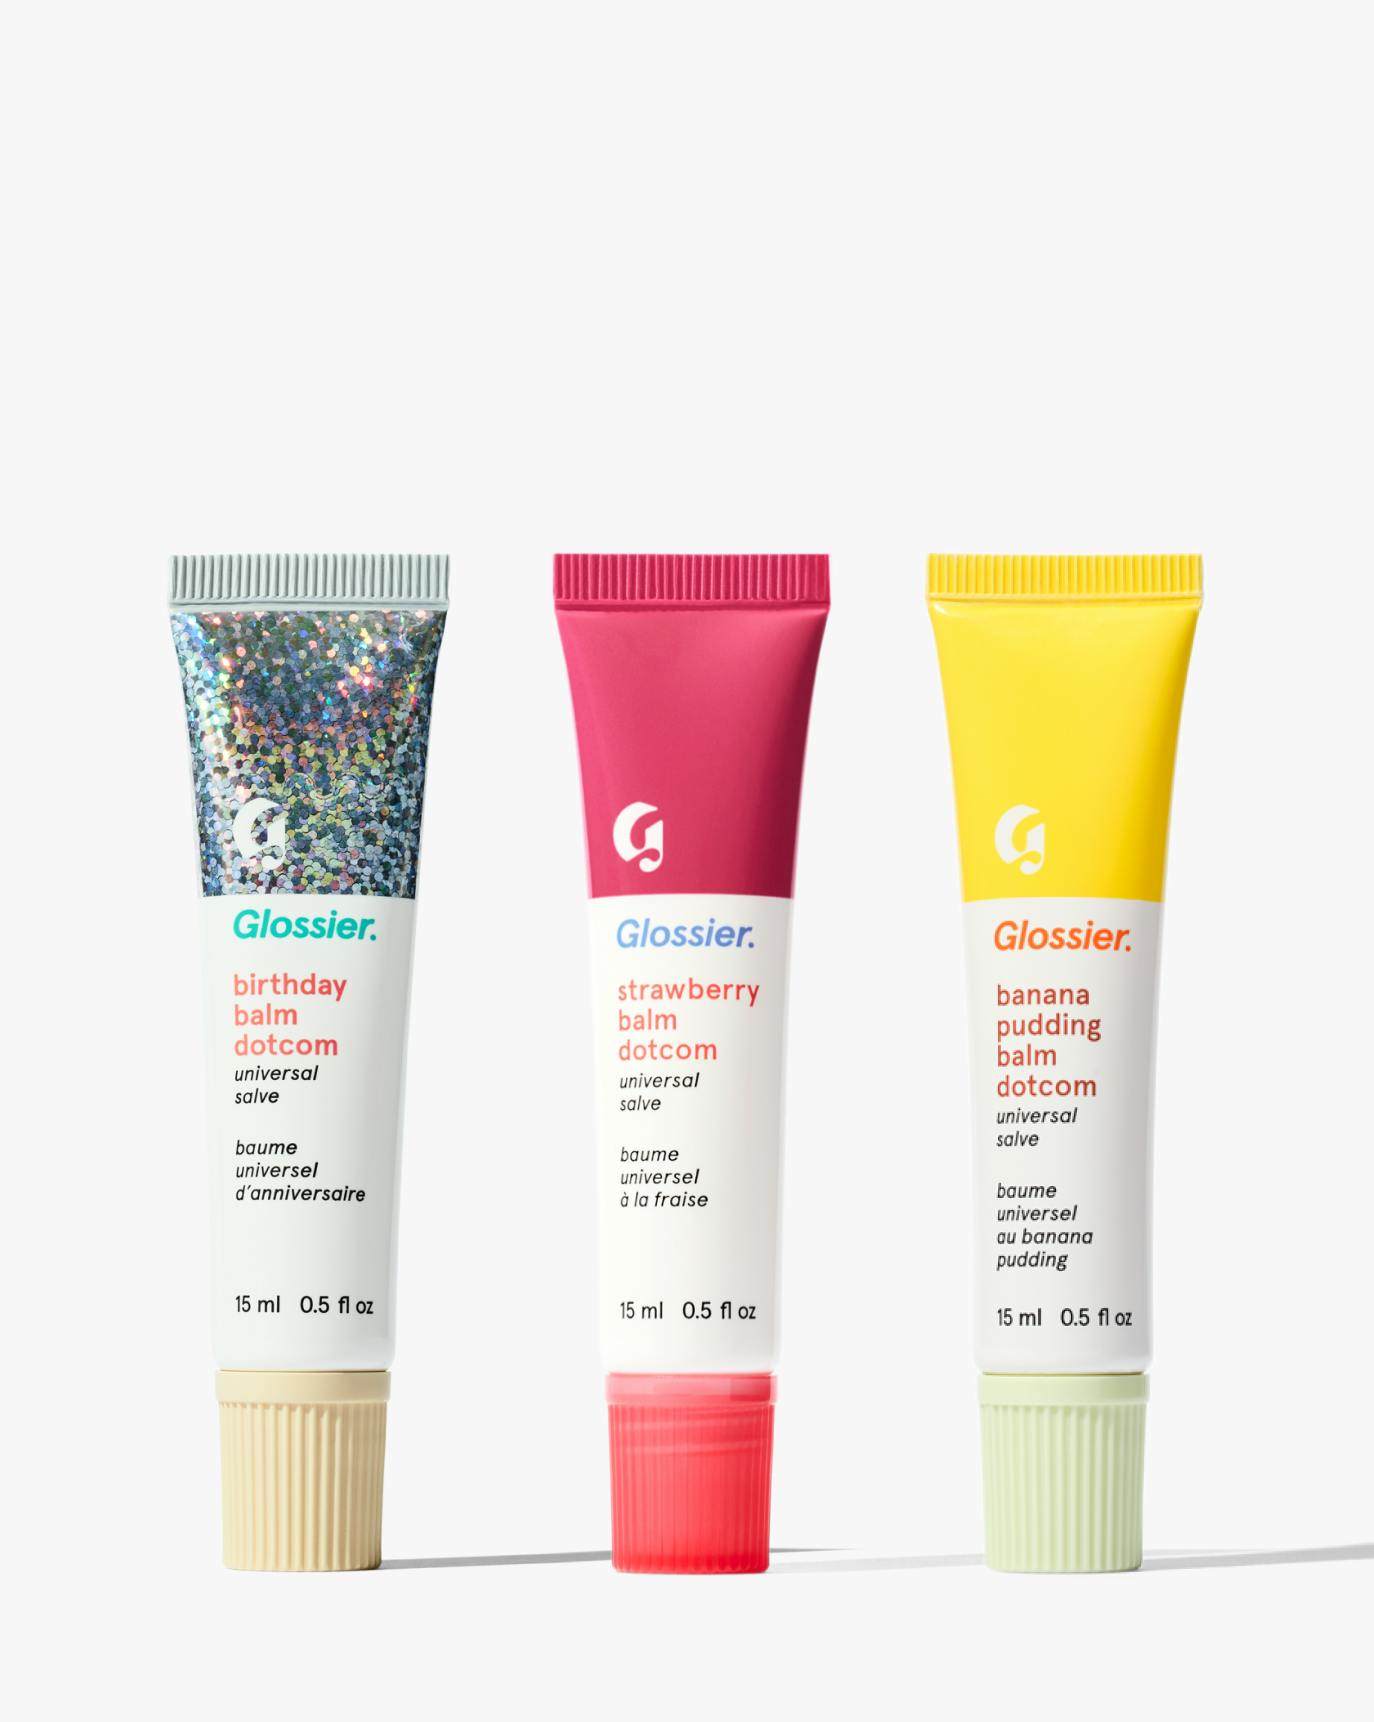 G
Glossier.
birthday
balm
dotcom
universal
salve
baume
universel
d'anniversaire
15 ml 0.5 fl oz
G
Glossier.
strawberry
balm
dotcom
universal
salve
baume
universel
à la fraise
15 ml 0.5 fl oz
G
Glossier.
banana
pudding
balm
dotcom
universal
salve
baume
universel
au banana
pudding
15 ml 0.5 fl oz